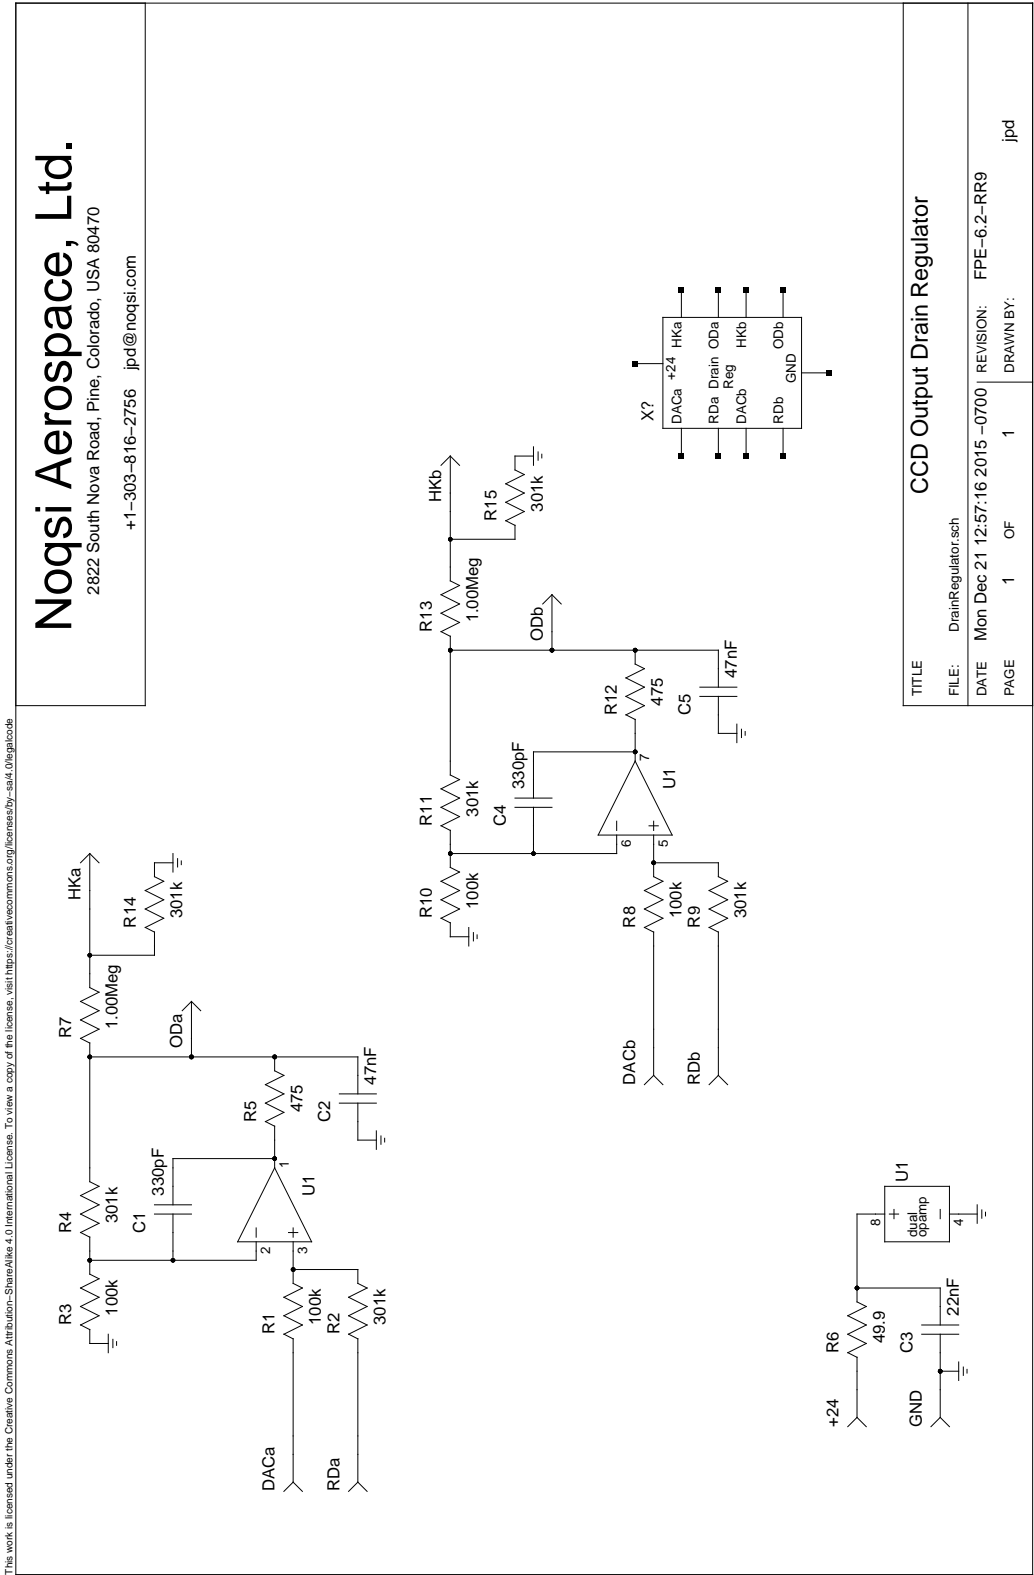 This work is licensed under the Creative Commons Attribution−ShareAlike 4.0 International License. To view a copy of the license, visit https://creativecommons.org/licenses/by−sa/4.0/legalcode
Noqsi Aerospace, Ltd.
2822 South Nova Road, Pine, Colorado, USA 80470
+1−303−816−2756 jpd@noqsi.com
R3
100k
R4
301k
R7
1.00Meg
HKa
R14
301k
C1
330pF
ODa
DACa
R1
100k
2
3
−
+
1
U1
R5
475
RDa
R2
301k
C2
47nF
R10
100k
R11
301k
R13
1.00Meg
HKb
R15
301k
C4
330pF
ODb
DACb
R8
100k
6
5
−
+
7
U1
R12
475
RDb
R9
301k
C5
47nF
X?
DACa +24 HKa
RDa Drain ODa
Reg
DACb HKb
RDb ODb
GND
+24
R6
49.9
8
+
dual
opamp
−
4
U1
GND
C3
22nF
TITLE
CCD Output Drain Regulator
FILE: DrainRegulator.sch
DATE Mon Dec 21 12:57:16 2015 −0700 REVISION: FPE−6.2−RR9
PAGE 1 OF 1 DRAWN BY: jpd